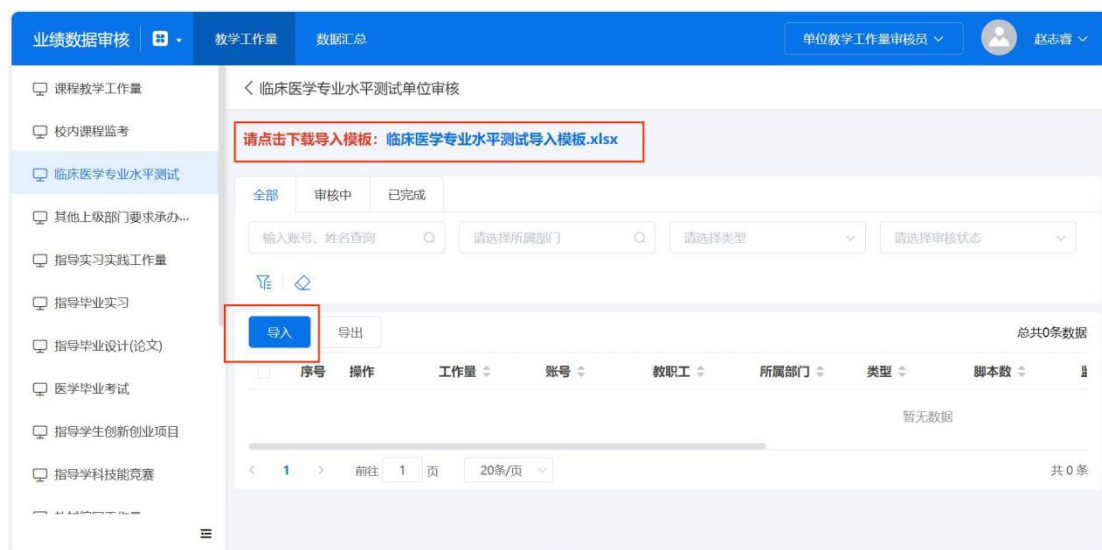 业绩数据审核 教学工作量 数据汇总 单位教学工作量审核员 赵志睿
课程教学工作量
校内课程监考
临床医学专业水平测试
其他上级部门要求承办...
指导实习实践工作量
指导毕业实习
指导毕业设计(论文)
医学毕业考试
指导学生创新创业项目
指导学科技能竞赛
临床医学专业水平测试单位审核
请点击下载导入模板：临床医学专业水平测试导入模板.xlsx
全部 审核中 已完成
输入账号、姓名查询 请选择所属部门 请选择类型 请选择审核状态
导入 导出 总共0条数据
序号 操作 工作量 账号 教职工 所属部门 类型 脚本数
暂无数据
1 前往 1 页 20条/页 共 0 条